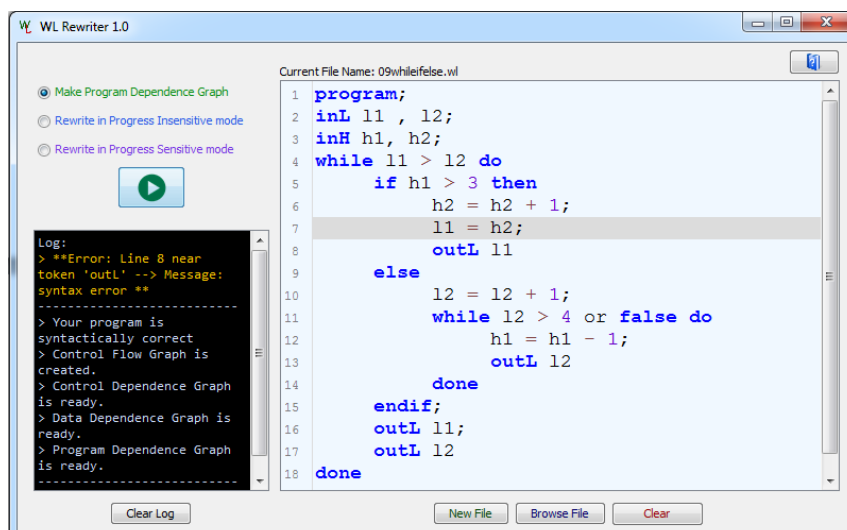 WL Rewriter 1.0
Current File Name: 09whileifelse.wl
Make Program Dependence Graph
Rewrite in Progress Insensitive mode
Rewrite in Progress Sensitive mode
Log:
> **Error: Line 8 near
token 'outL' --> Message:
syntax error **
---------------------------
> Your program is
syntactically correct
> Control Flow Graph is
created.
> Control Dependence Graph
is ready.
> Data Dependence Graph is
ready.
> Program Dependence Graph
is ready.
---------------------------
Clear Log
1 program;
2 inL l1 , l2;
3 inH h1, h2;
4 while l1 > l2 do
5 if h1 > 3 then
6 h2 = h2 + 1;
7 l1 = h2;
8 outL l1
9 else
10 l2 = l2 + 1;
11 while l2 > 4 or false do
12 h1 = h1 - 1;
13 outL l2
14 done
15 endif;
16 outL l1;
17 outL l2
18 done
New File Browse File Clear